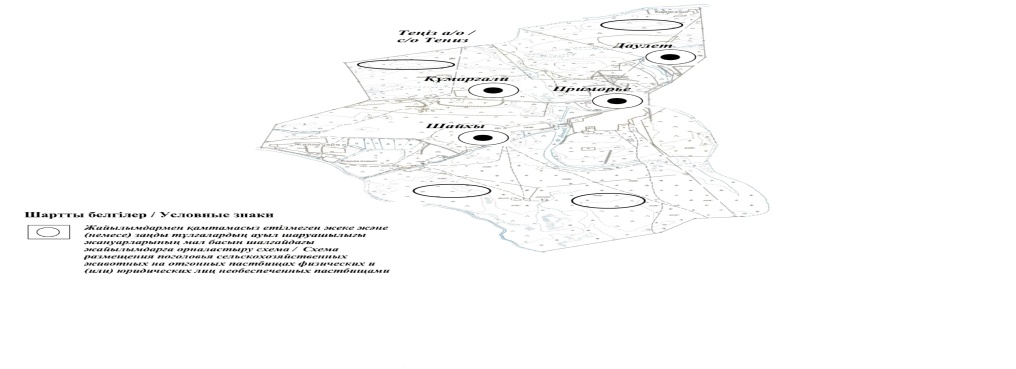 Теңіз а/о /
с/о Тениз
Даулет
Құмарғали
Приморье
Шайхы
Шартты белгілер / Условные знаки
Жайылымдармен қамтамасыз етілмеген жеке және
(немесе) заңды тұлғалардың ауыл шаруашылығы
жануарларының мал басын шалғайдағы
жайылымдарға орналастыру схема / Схема
размещения поголовья сельскохозяйственных
животных на отгонных пастбищах физических и
(или) юридических лиц необеспеченных пастбищами